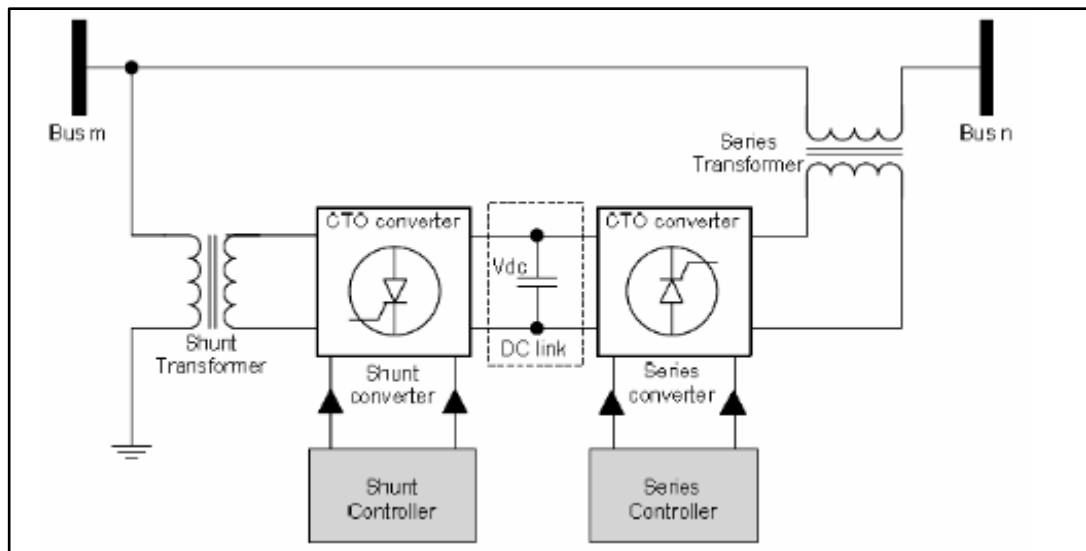 Bus m
Bus n
Series
Transformer
GTO converter
GTO converter
Vdc
DC link
Shunt
Transformer
Shunt
converter
Series
converter
Shunt
Controller
Series
Controller